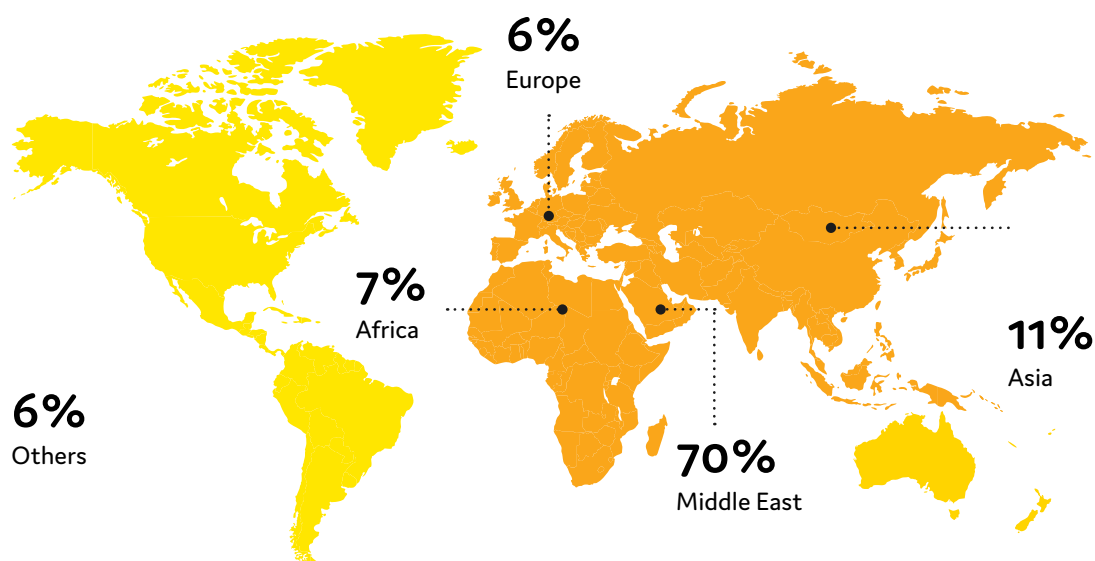 6%
Europe
7%
Africa
11%
Asia
6%
Others
70%
Middle East